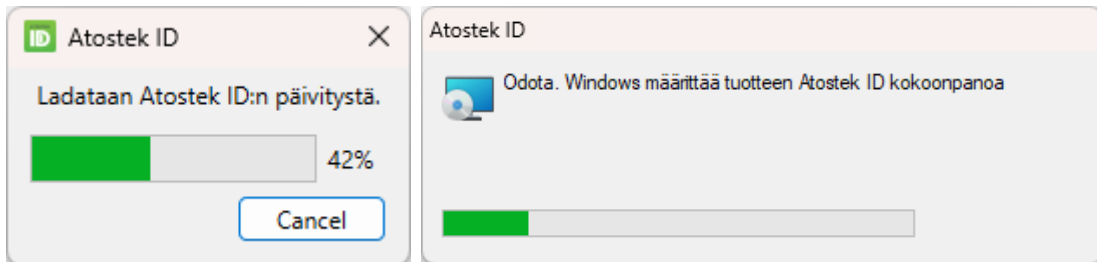 ID Atostek ID
Ladataan Atostek ID:n päivitystä.
42%
Cancel
Atostek ID
Odota. Windows määrittää tuotteen Atostek ID kokoonpanoa